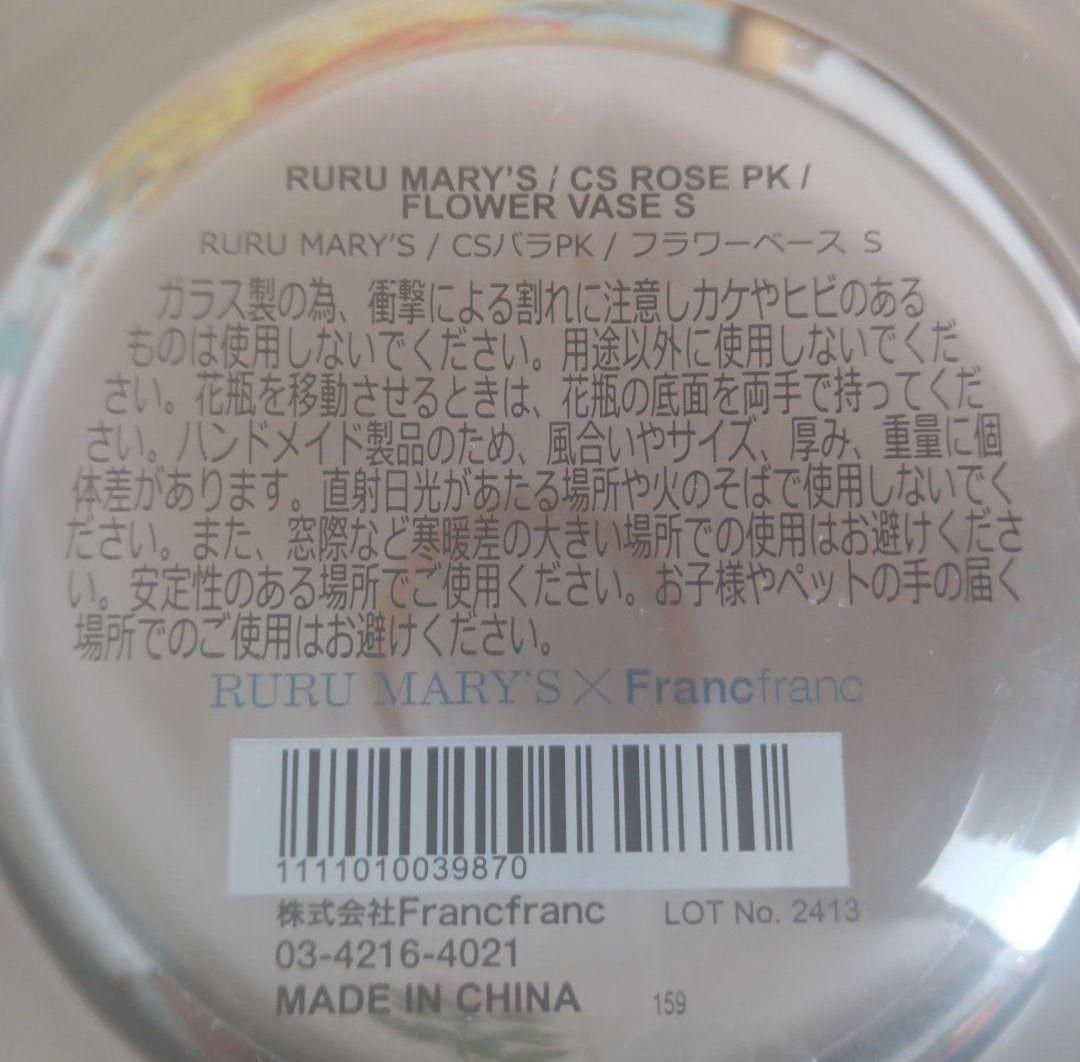 RURU MARY'S / CS ROSE PK /
FLOWER VASE S
RURU MARY'S / CSバラPK / フラワーベース S
ガラス製の為、衝撃による割れに注意しカケやヒビのある
ものは使用しないでください。用途以外に使用しないでくだ
さい。花瓶を移動させるときは、花瓶の底面を両手で持ってくだ
さい。ハンドメイド製品のため、風合いやサイズ、厚み、重量に個
体差があります。直射日光があたる場所や火のそばで使用しないでく
ださい。また、窓際など寒暖差の大きい場所での使用はお避けくださ
い。安定性のある場所でご使用ください。お子様やペットの手の届く
場所でのご使用はお避けください。
RURU MARY'S×Francfranc
1111010039870
株式会社Francfranc LOT No. 2413
03-4216-4021
MADE IN CHINA 159